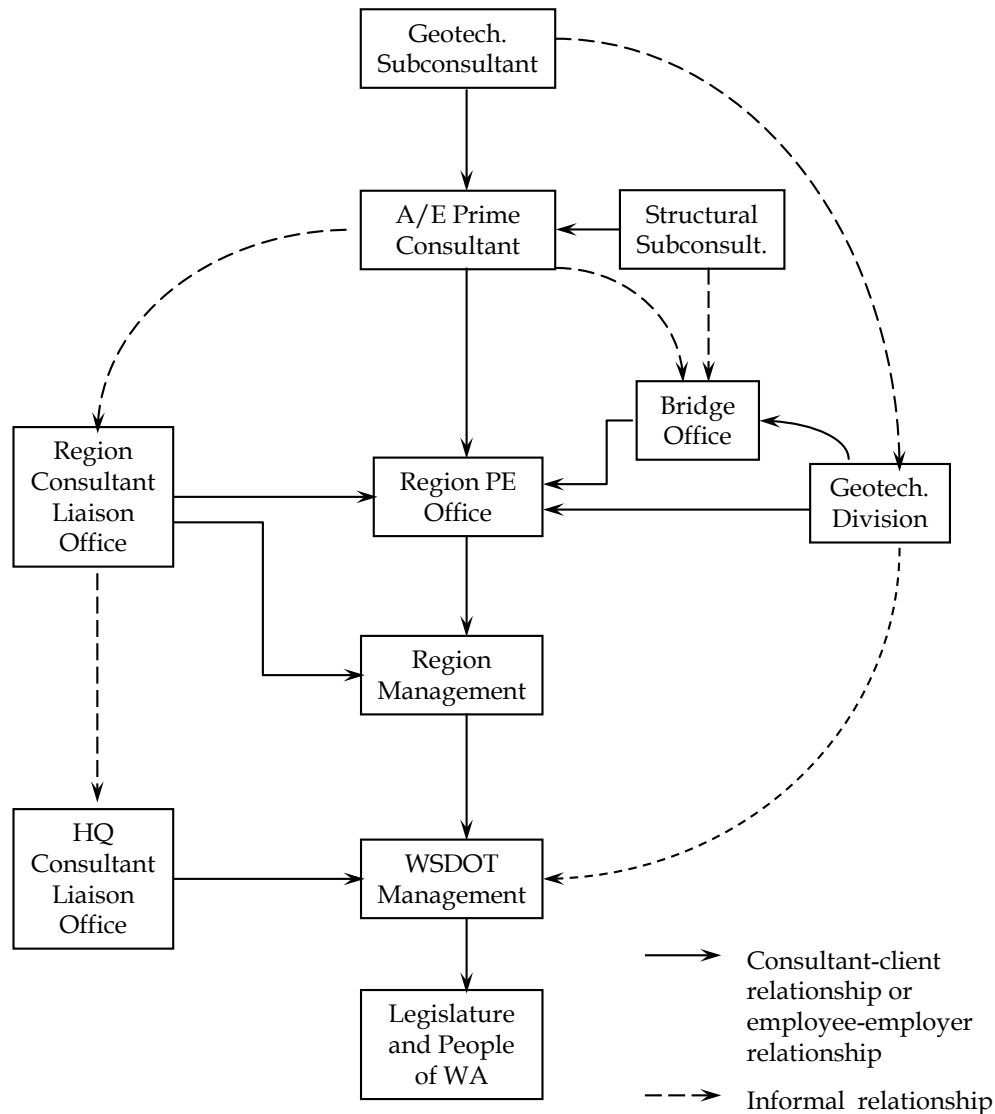 Geotech.
Subconsultant
A/E Prime
Consultant
Structural
Subconsult.
Bridge
Office
Region
Consultant
Liaison
Office
Region PE
Office
Geotech.
Division
Region
Management
HQ
Consultant
Liaison
Office
WSDOT
Management
Legislature
and People
of WA
Consultant-client
relationship or
employee-employer
relationship
Informal relationship